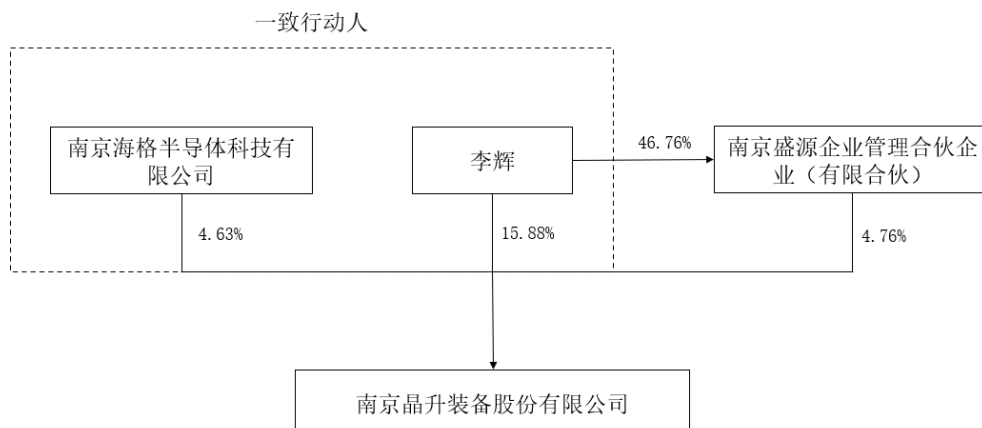 一致行动人
南京海格半导体科技有
限公司
李辉
46.76%
南京盛源企业管理合伙企
业（有限合伙）
4.63%
15.88%
4.76%
南京晶升装备股份有限公司